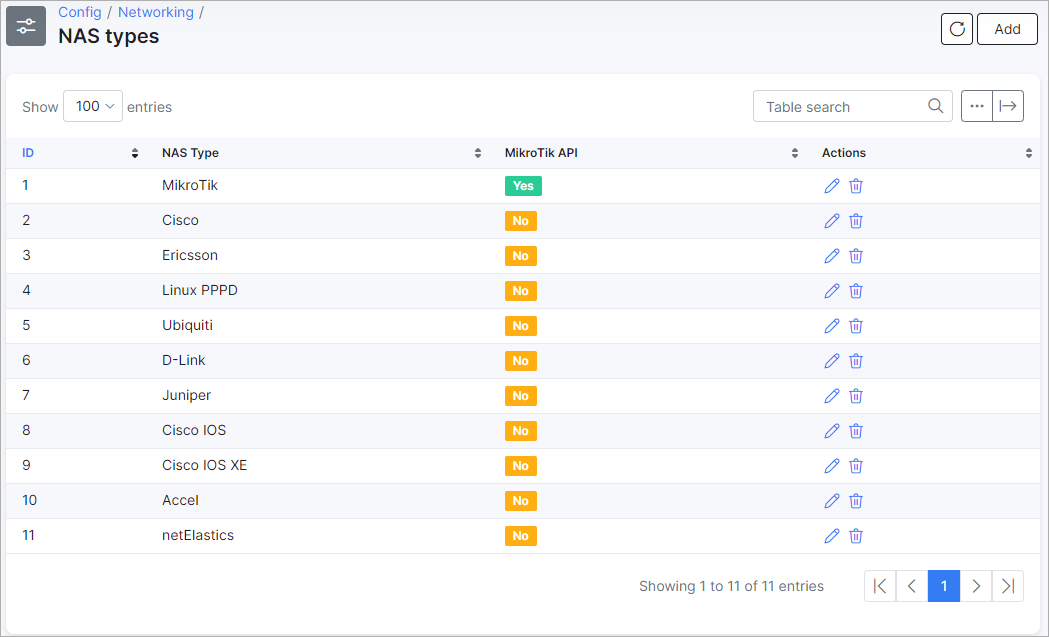 Config / Networking /
NAS types
Add
Show 100 entries
Table search
ID NAS Type MikroTik API Actions
1 MikroTik Yes
2 Cisco No
3 Ericsson No
4 Linux PPPD No
5 Ubiquiti No
6 D-Link No
7 Juniper No
8 Cisco IOS No
9 Cisco IOS XE No
10 Accel No
11 netElastics No
Showing 1 to 11 of 11 entries 1